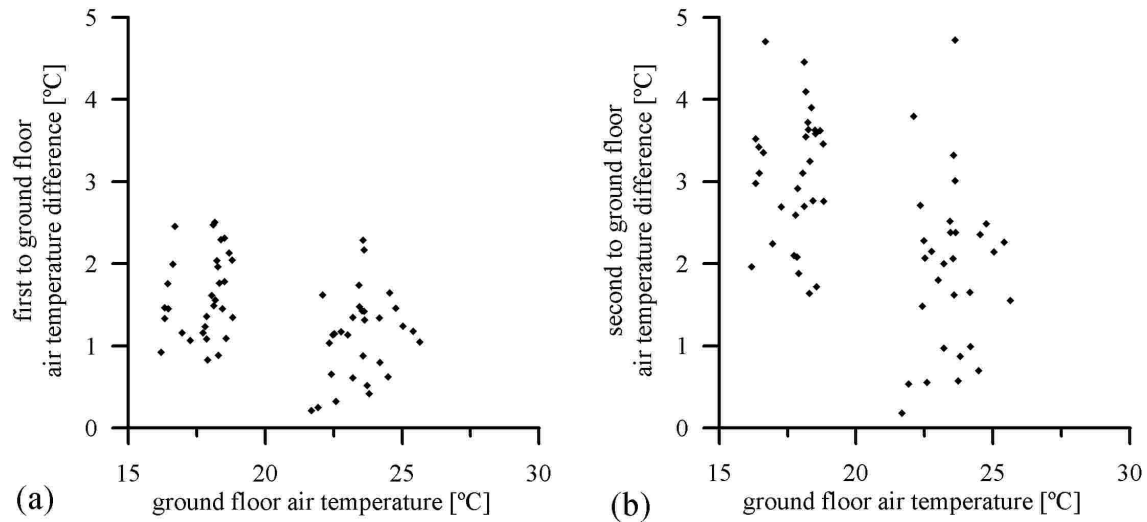 first to ground floor
air temperature difference [ºC]
5
4
3
2
1
0
15
20
25
30
ground floor air temperature [ºC]
(a)
second to ground floor
air temperature difference [ºC]
5
4
3
2
1
0
15
20
25
30
ground floor air temperature [ºC]
(b)